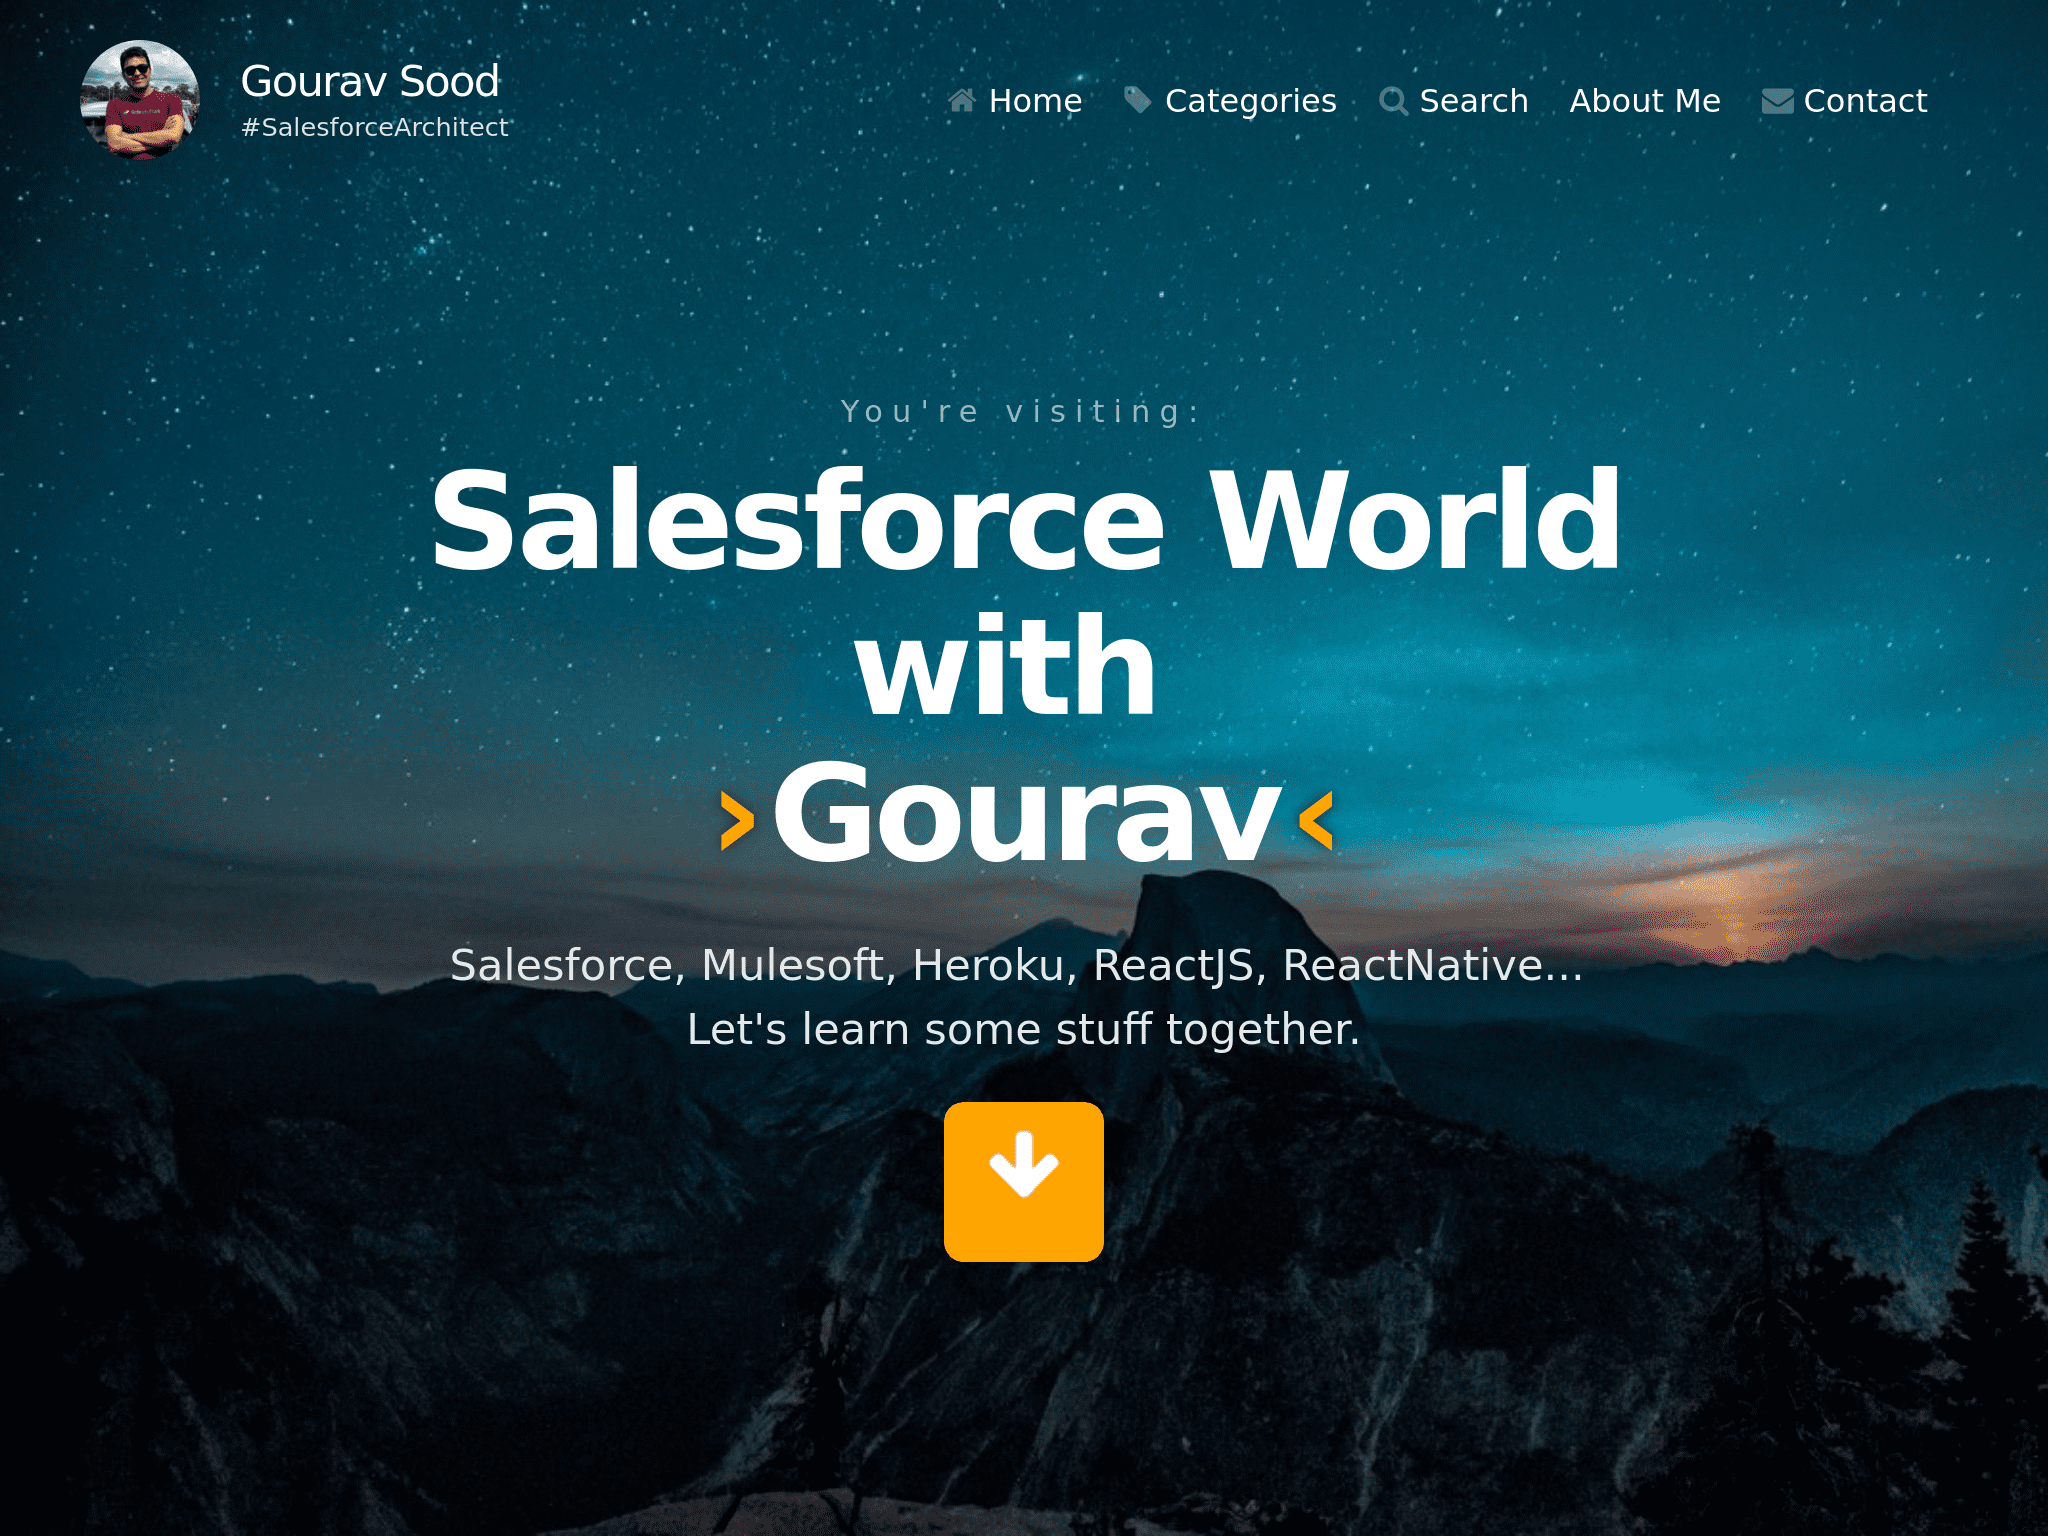 Gourav Sood
#SalesforceArchitect
Home
Categories
Search
About Me
Contact
You're visiting:
Salesforce World
with
›Gourav‹
Salesforce, Mulesoft, Heroku, ReactJS, ReactNative...
Let's learn some stuff together.